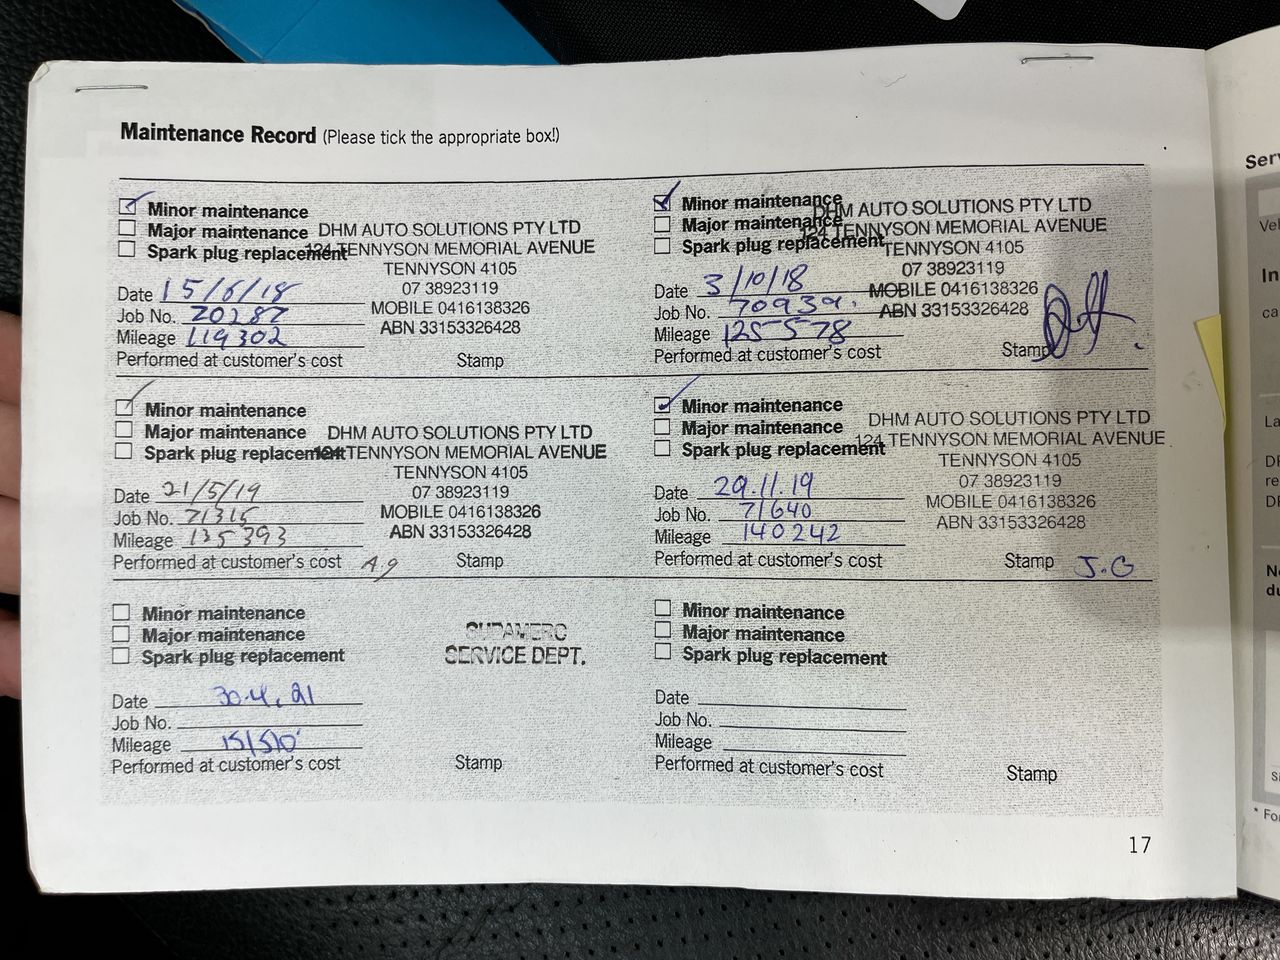 Maintenance Record (Please tick the appropriate box!)
Minor maintenance
Major maintenance
Spark plug replacement
DHM AUTO SOLUTIONS PTY LTD
124 TENNYSON MEMORIAL AVENUE
TENNYSON 4105
07 38923119
MOBILE 0416138326
ABN 33153326428
Date 15/6/18
Job No. 70287
Mileage 119302
Performed at customer's cost
Stamp
Minor maintenance
Major maintenance
Spark plug replacement
DHM AUTO SOLUTIONS PTY LTD
124 TENNYSON MEMORIAL AVENUE
TENNYSON 4105
07 38923119
MOBILE 0416138326
ABN 33153326428
Date 3/10/18
Job No. 70939.
Mileage 125578
Performed at customer's cost
Stamp
Minor maintenance
Major maintenance
Spark plug replacement
DHM AUTO SOLUTIONS PTY LTD
124 TENNYSON MEMORIAL AVENUE
TENNYSON 4105
07 38923119
MOBILE 0416138326
ABN 33153326428
Date 21/5/19
Job No. 71315
Mileage 135393
Performed at customer's cost A.g
Stamp
Minor maintenance
Major maintenance
Spark plug replacement
DHM AUTO SOLUTIONS PTY LTD
124 TENNYSON MEMORIAL AVENUE
TENNYSON 4105
07 38923119
MOBILE 0416138326
ABN 33153326428
Date 29.11.19
Job No. 71640
Mileage 140242
Performed at customer's cost
Stamp J.G
Minor maintenance
Major maintenance
Spark plug replacement
SUPAMERC
SERVICE DEPT.
Date 30.4.21
Job No.
Mileage 151510
Performed at customer's cost
Stamp
Minor maintenance
Major maintenance
Spark plug replacement
Date
Job No.
Mileage
Performed at customer's cost
Stamp
17